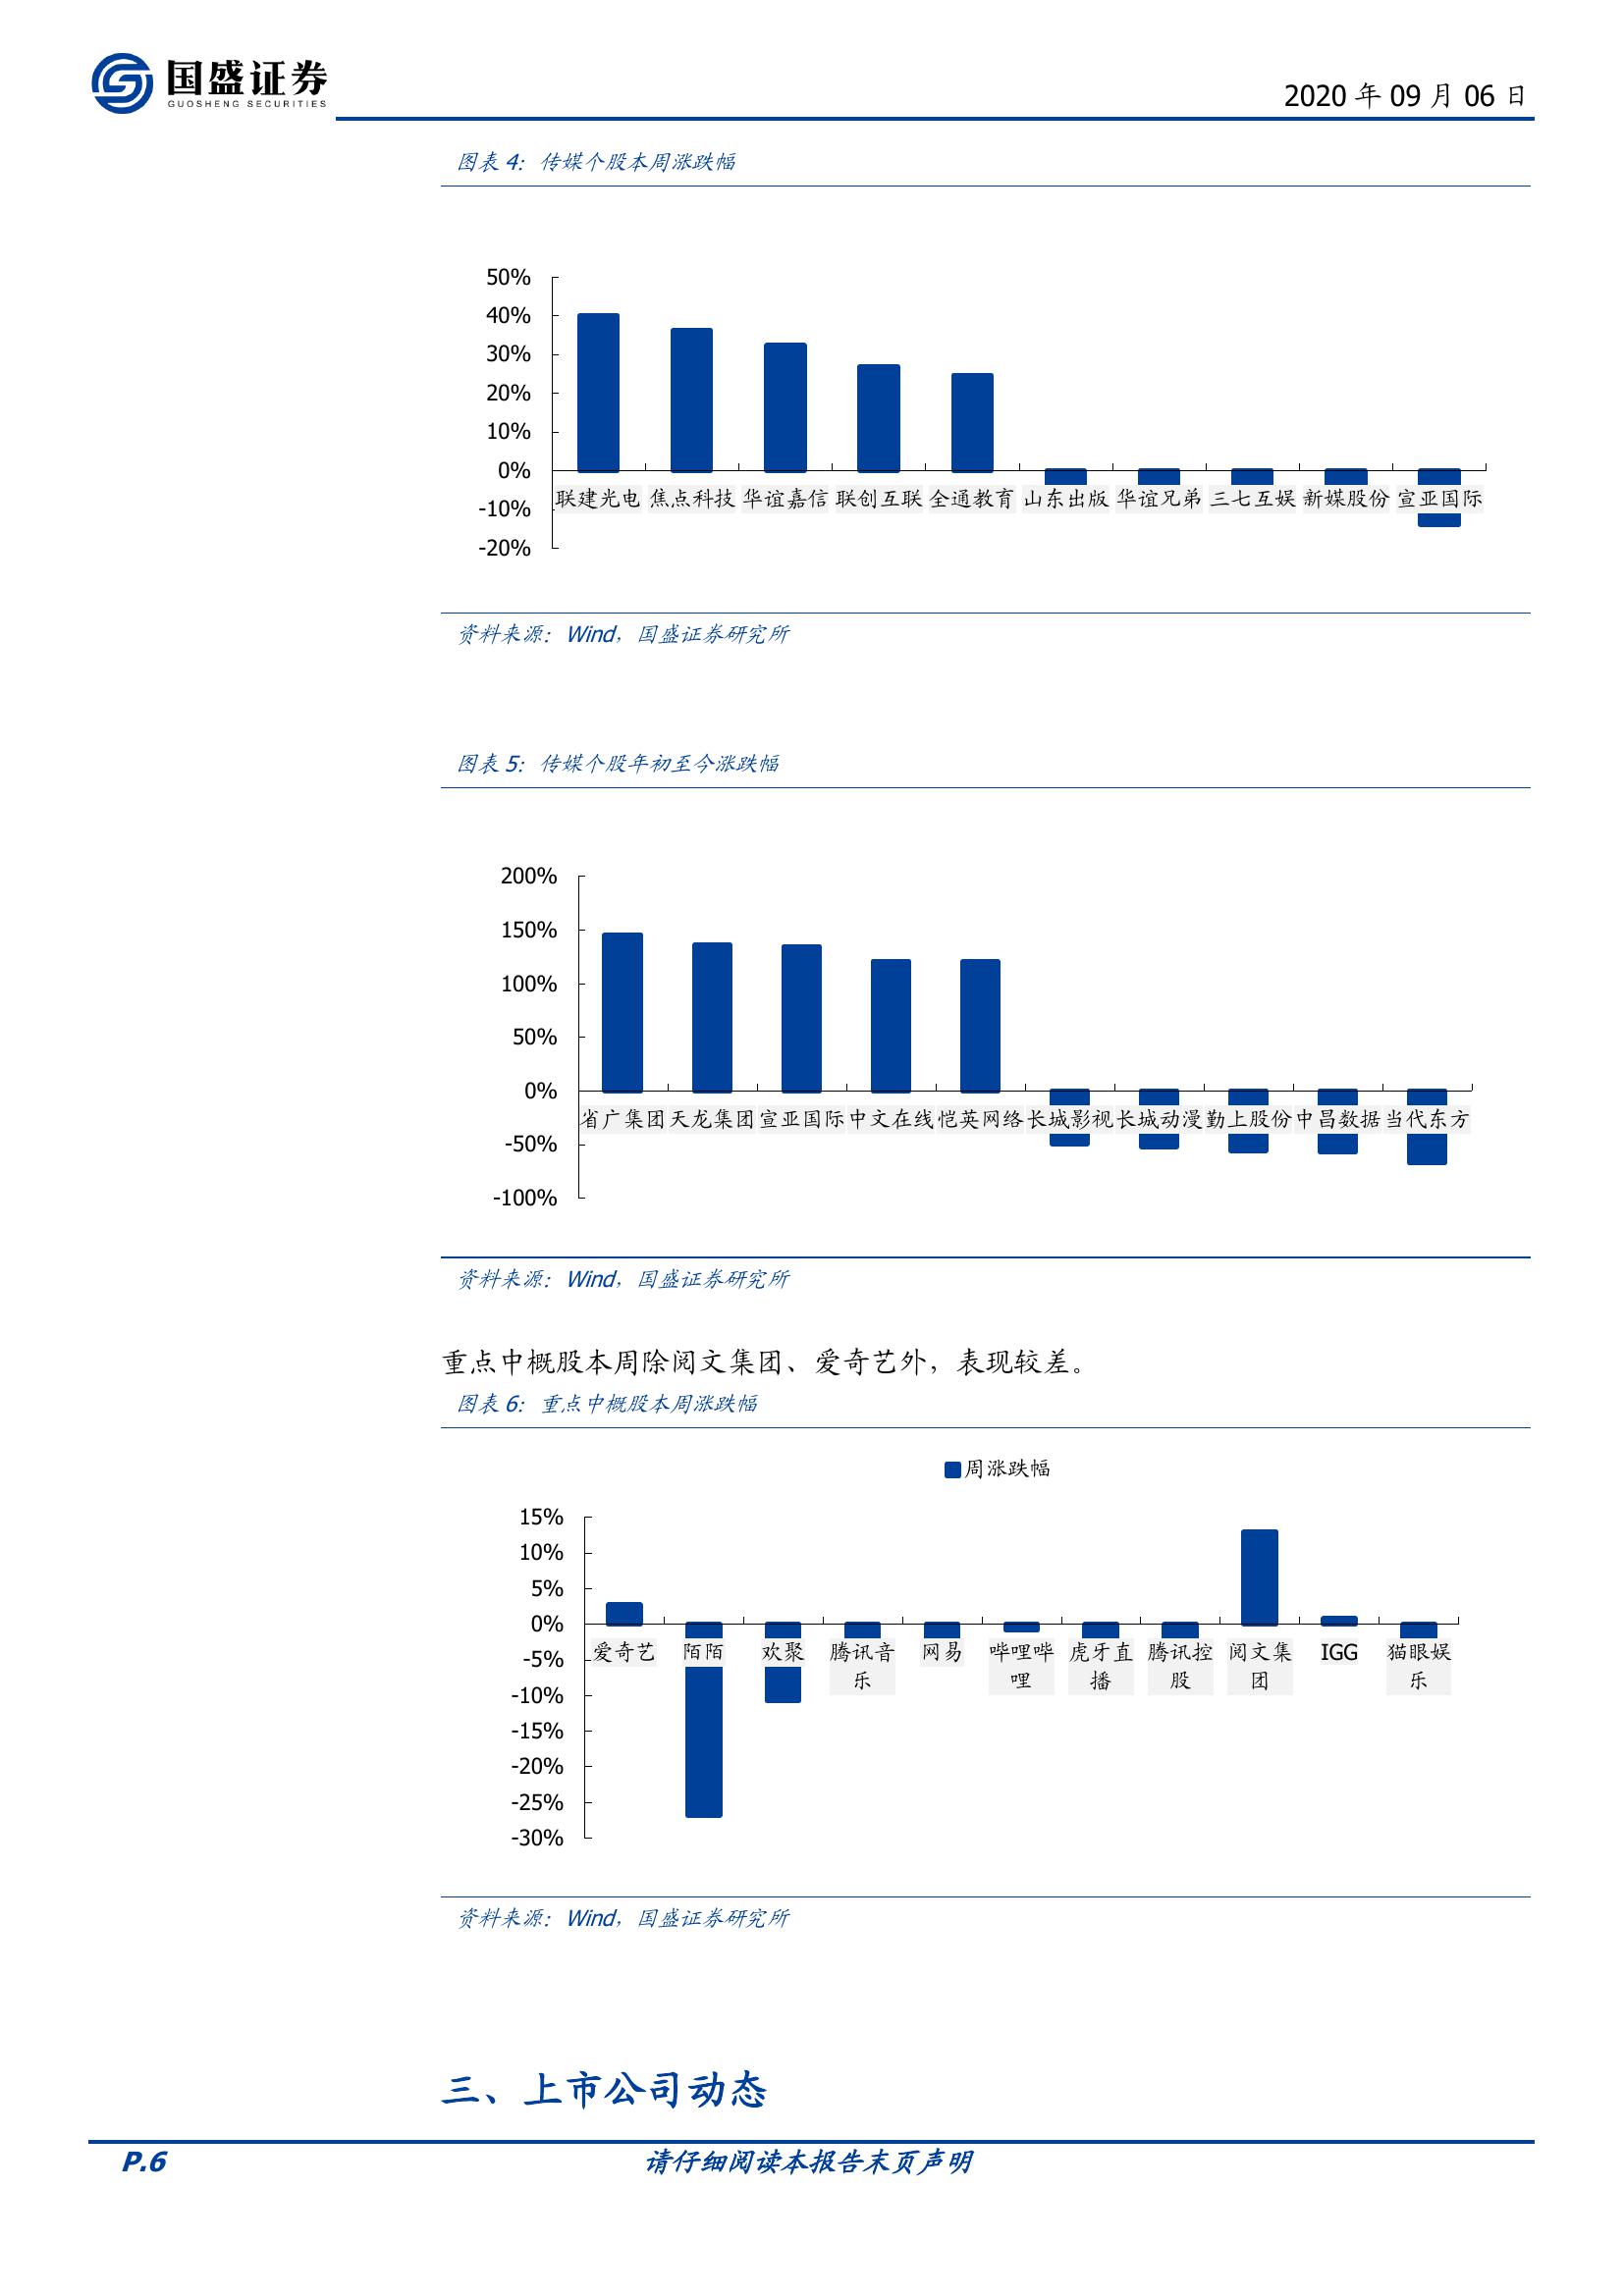 国盛证券
GUOSHENG SECURITIES
2020 年 09 月 06 日
图表 4：传媒个股本周涨跌幅
50%
40%
30%
20%
10%
0%
-10%
-20%
联建光电 焦点科技 华谊嘉信 联创互联 全通教育 山东出版 华谊兄弟 三七互娱 新媒股份 宣亚国际
资料来源：Wind，国盛证券研究所
图表 5：传媒个股年初至今涨跌幅
200%
150%
100%
50%
0%
-50%
-100%
省广集团 天龙集团 宣亚国际 中文在线 恺英网络 长城影视 长城动漫 勤上股份 中昌数据 当代东方
资料来源：Wind，国盛证券研究所
重点中概股本周除阅文集团、爱奇艺外，表现较差。
图表 6：重点中概股本周涨跌幅
周涨跌幅
15%
10%
5%
0%
-5%
-10%
-15%
-20%
-25%
-30%
爱奇艺 陌陌 欢聚 腾讯音乐 网易 哔哩哔哩 虎牙直播 腾讯控股 阅文集团 IGG 猫眼娱乐
资料来源：Wind，国盛证券研究所
三、上市公司动态
P.6
请仔细阅读本报告末页声明